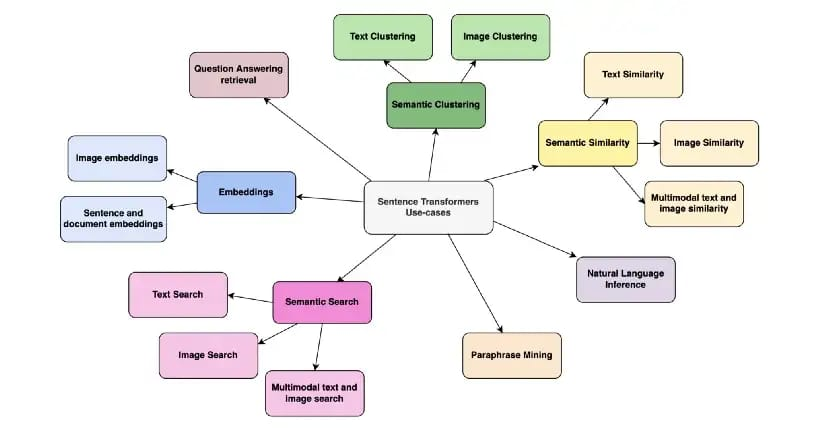 Text Clustering
Image Clustering
Question Answering
retrieval
Text Similarity
Semantic Clustering
Semantic Similarity
Image Similarity
Image embeddings
Embeddings
Sentence Transformers
Use-cases
Multimodal text and
image similarity
Sentence and
document embeddings
Natural Language
Inference
Text Search
Semantic Search
Image Search
Paraphrase Mining
Multimodal text and
image search